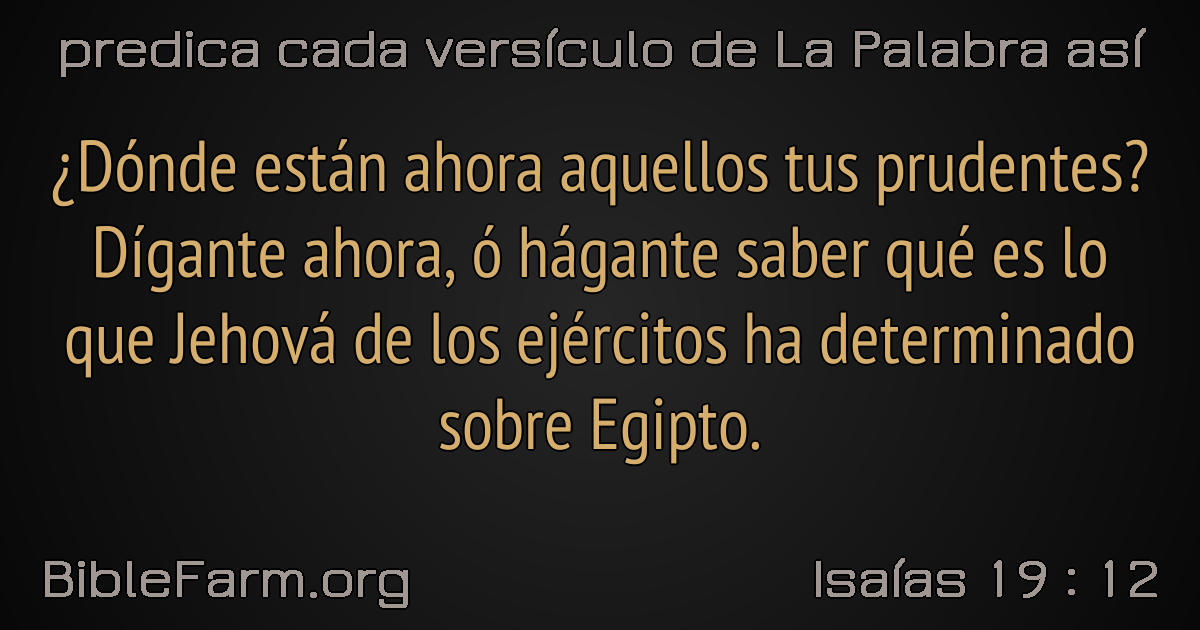 predica cada versículo de La Palabra así
¿Dónde están ahora aquellos tus prudentes?
Dígante ahora, ó hágante saber qué es lo
que Jehová de los ejércitos ha determinado
sobre Egipto.
BibleFarm.org
Isaías 19 : 12